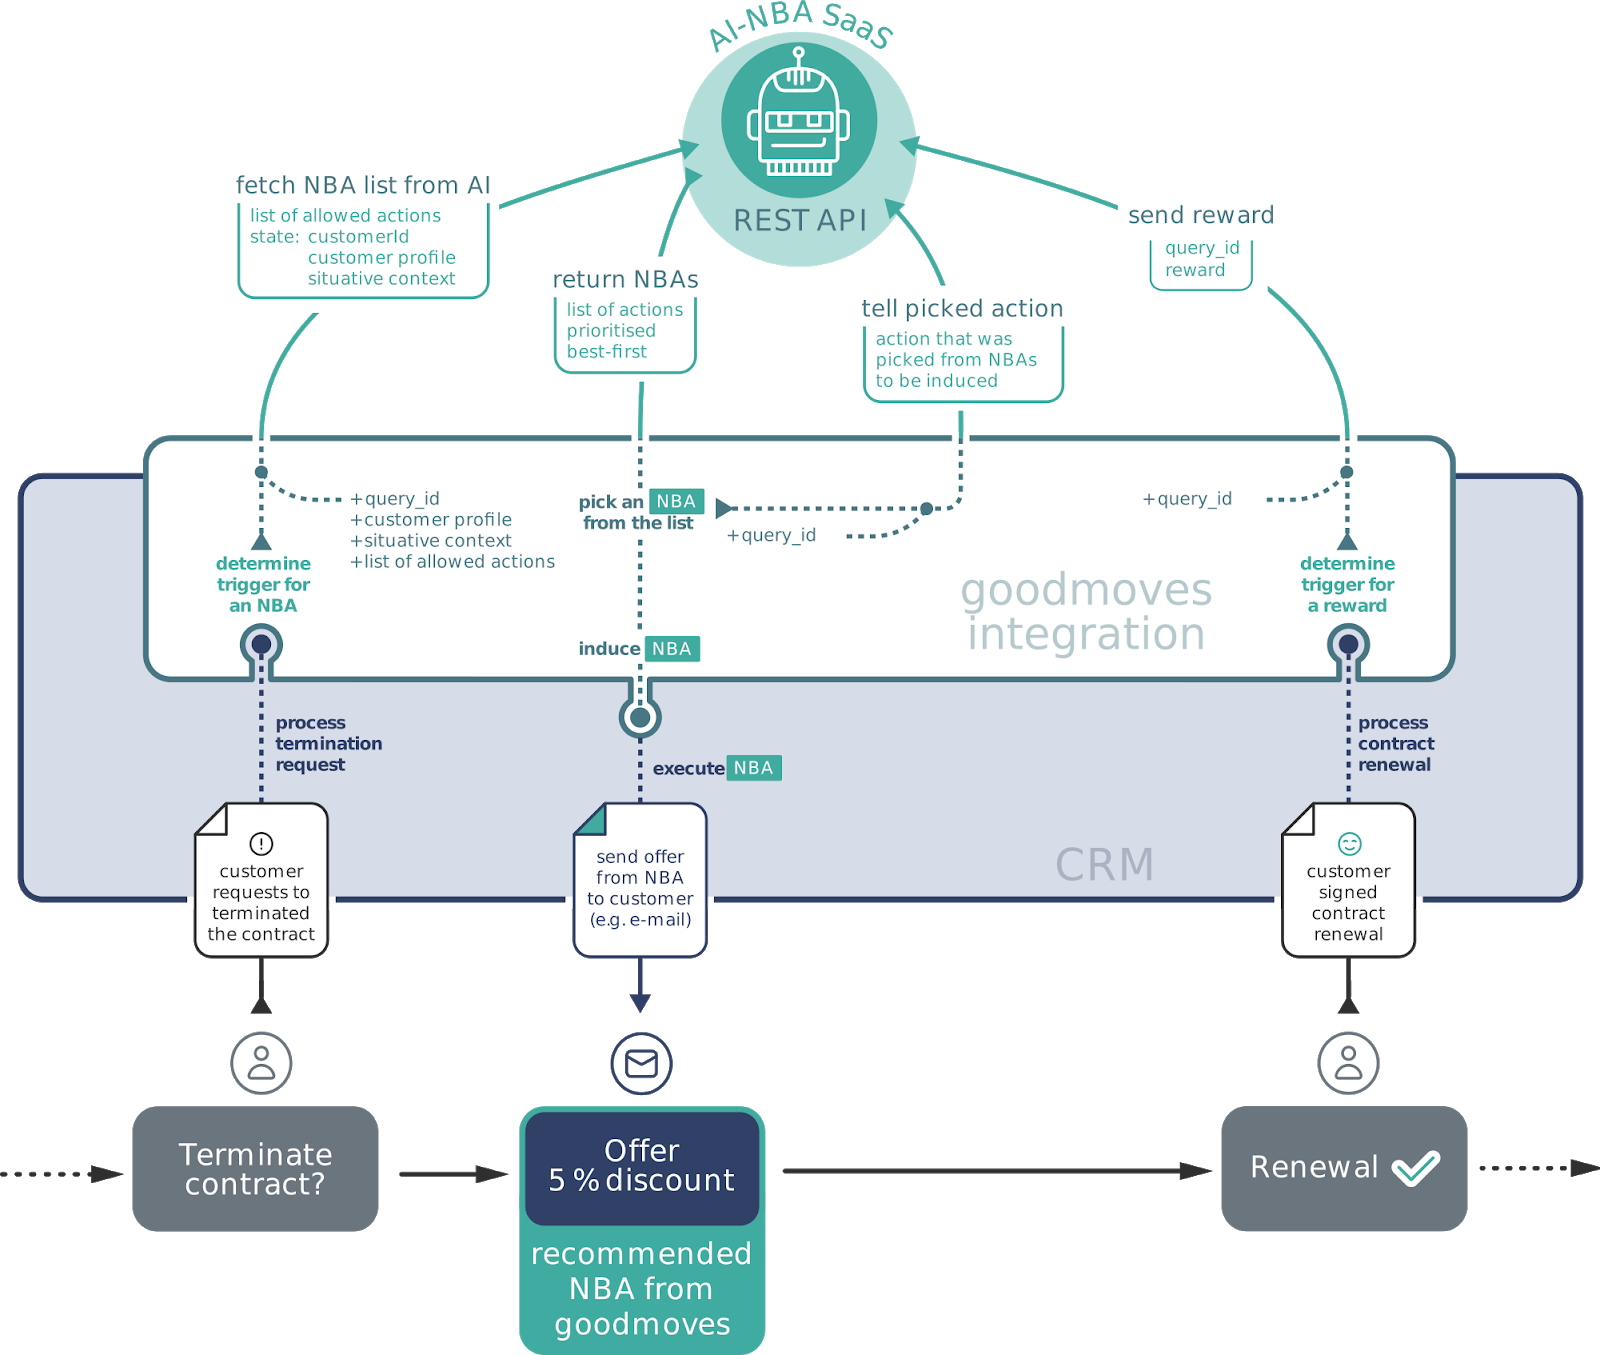 AI-NBA SaaS
REST API
fetch NBA list from AI
list of allowed actions
state: customerId
customer profile
situative context
return NBAs
list of actions
prioritised
best-first
tell picked action
action that was
picked from NBAs
to be induced
send reward
query_id
reward
+query_id
+customer profile
+situative context
+list of allowed actions
determine
trigger for
an NBA
pick an NBA
from the list
+query_id
induce NBA
goodmoves
integration
+query_id
determine
trigger for
a reward
process
termination
request
execute NBA
process
contract
renewal
CRM
customer
requests to
terminated
the contract
send offer
from NBA
to customer
(e.g. e-mail)
customer
signed
contract
renewal
Terminate
contract?
Offer
5 % discount
recommended
NBA from
goodmoves
Renewal